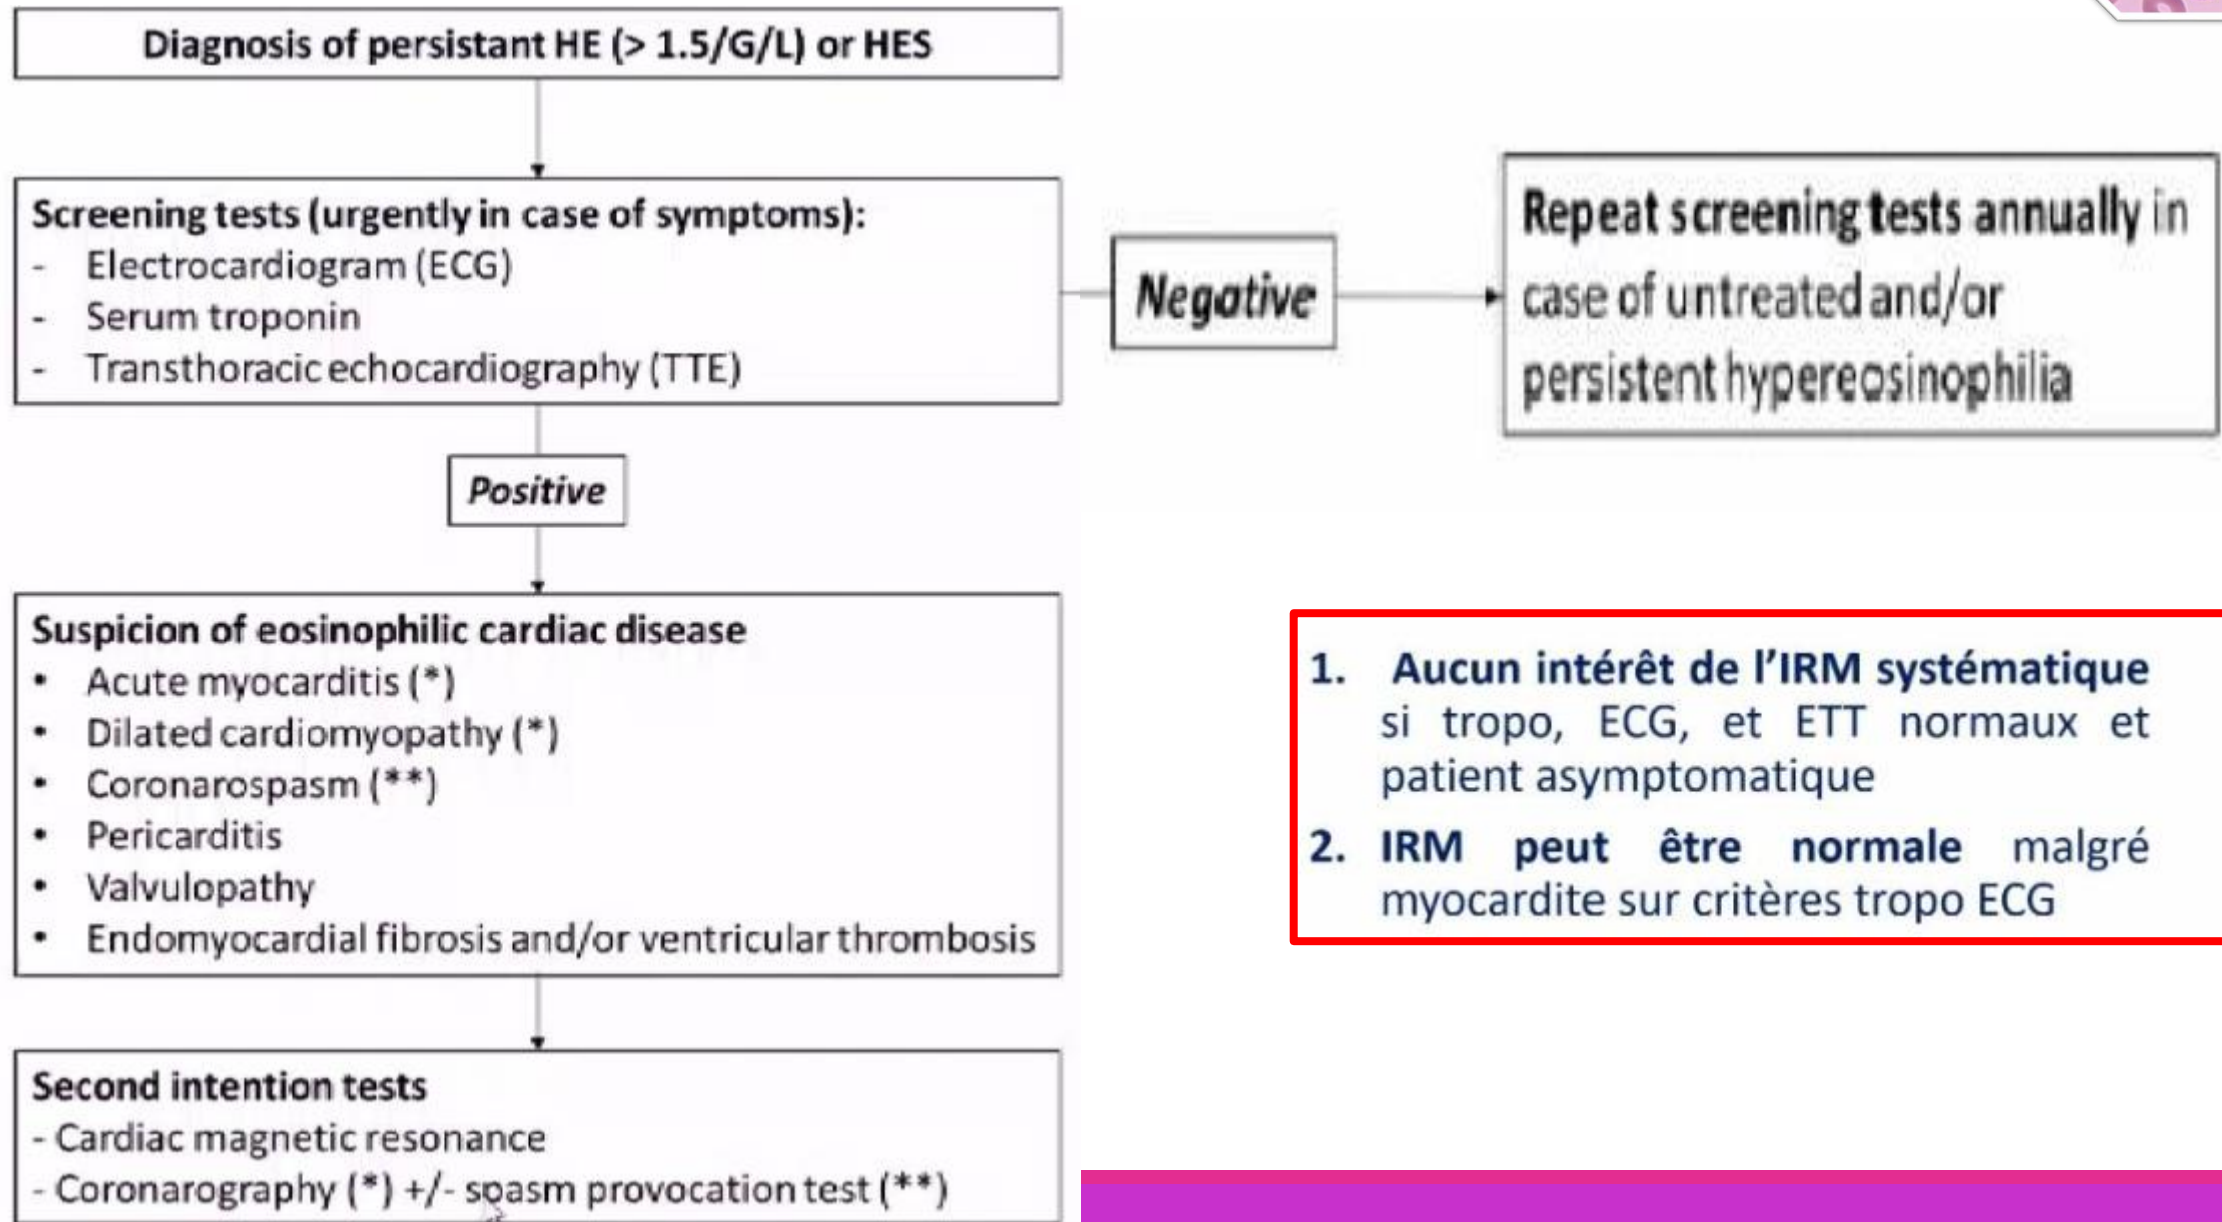 Diagnosis of persistant HE (> 1.5/G/L) or HES
Screening tests (urgently in case of symptoms):
- Electrocardiogram (ECG)
- Serum troponin
- Transthoracic echocardiography (TTE)
Negative
Repeat screening tests annually in
case of untreated and/or
persistent hypereosinophilia
Positive
Suspicion of eosinophilic cardiac disease
• Acute myocarditis (*)
• Dilated cardiomyopathy (*)
• Coronarospasm (**)
• Pericarditis
• Valvulopathy
• Endomyocardial fibrosis and/or ventricular thrombosis
1. Aucun intérêt de l'IRM systématique
si tropo, ECG, et ETT normaux et
patient asymptomatique
2. IRM peut être normale malgré
myocardite sur critères tropo ECG
Second intention tests
- Cardiac magnetic resonance
- Coronarography (*) +/- spasm provocation test (**)